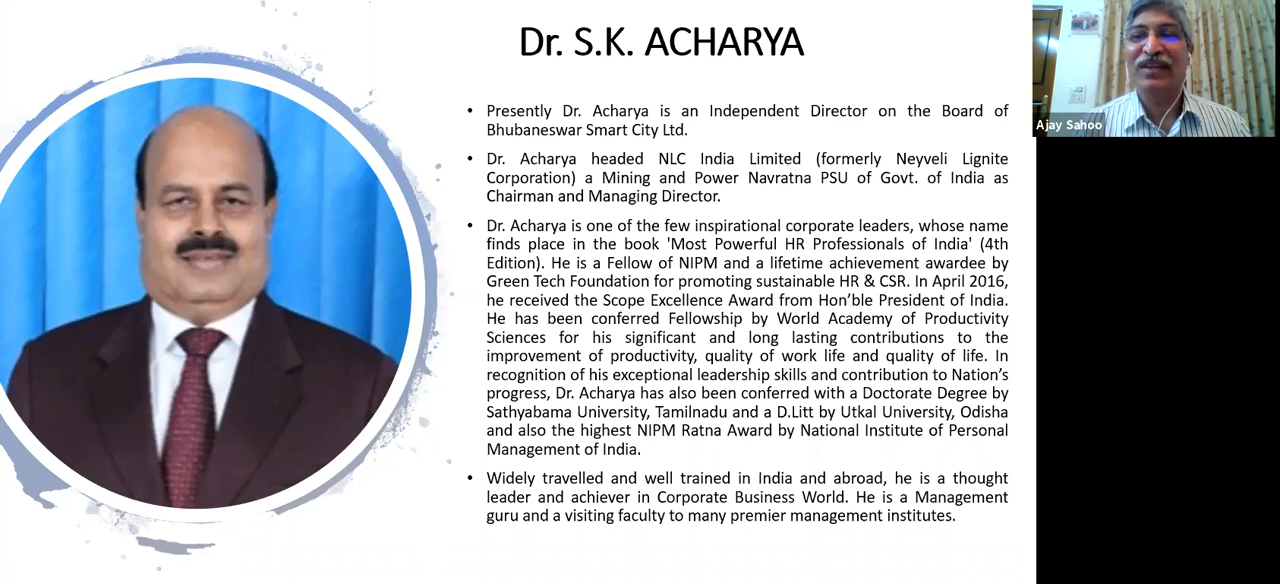 Dr. S.K. ACHARYA
• Presently Dr. Acharya is an Independent Director on the Board of
Bhubaneswar Smart City Ltd.
• Dr. Acharya headed NLC India Limited (formerly Neyveli Lignite
Corporation) a Mining and Power Navratna PSU of Govt. of India as
Chairman and Managing Director.
• Dr. Acharya is one of the few inspirational corporate leaders, whose name
finds place in the book 'Most Powerful HR Professionals of India' (4th
Edition). He is a Fellow of NIPM and a lifetime achievement awardee by
Green Tech Foundation for promoting sustainable HR & CSR. In April 2016,
he received the Scope Excellence Award from Hon’ble President of India.
He has been conferred Fellowship by World Academy of Productivity
Sciences for his significant and long lasting contributions to the
improvement of productivity, quality of work life and quality of life. In
recognition of his exceptional leadership skills and contribution to Nation’s
progress, Dr. Acharya has also been conferred with a Doctorate Degree by
Sathyabama University, Tamilnadu and a D.Litt by Utkal University, Odisha
and also the highest NIPM Ratna Award by National Institute of Personal
Management of India.
• Widely travelled and well trained in India and abroad, he is a thought
leader and achiever in Corporate Business World. He is a Management
guru and a visiting faculty to many premier management institutes.
Ajay Sahoo